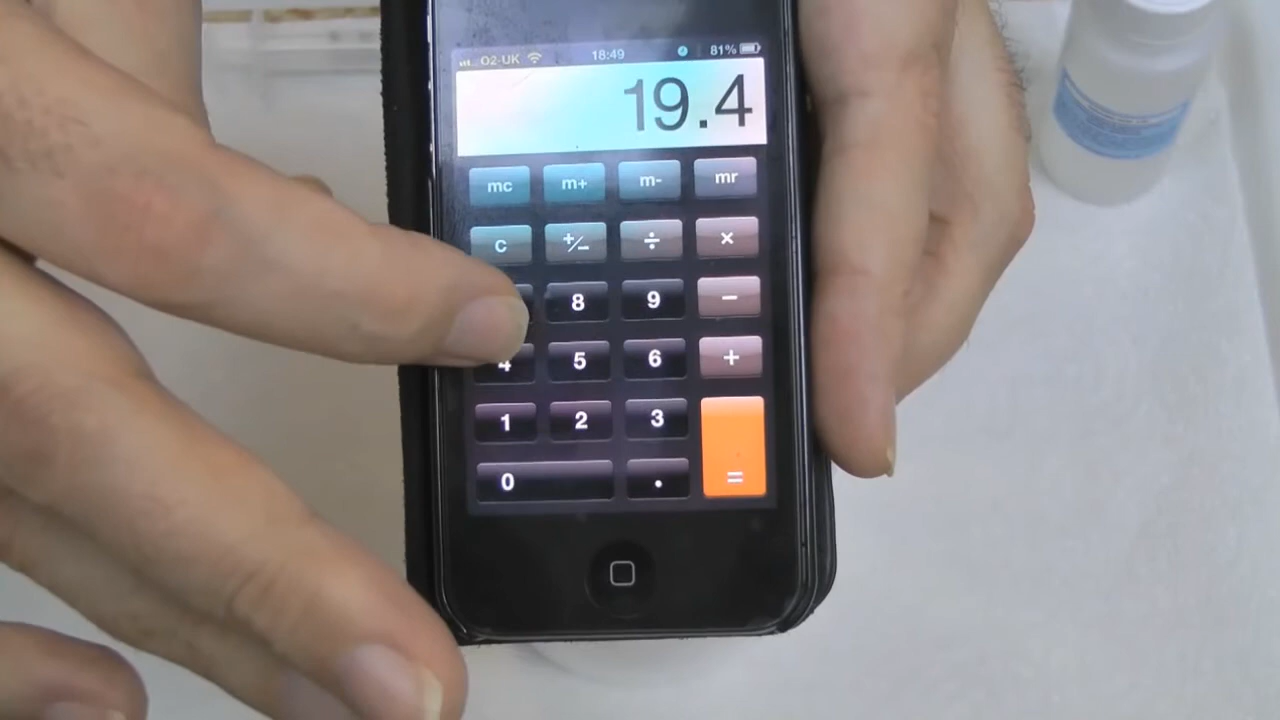 O2-UK 18:49 81%
19.4
mc m+ m- mr
c +/− ÷ ×
8 9 −
4 5 6 +
1 2 3
0 . =